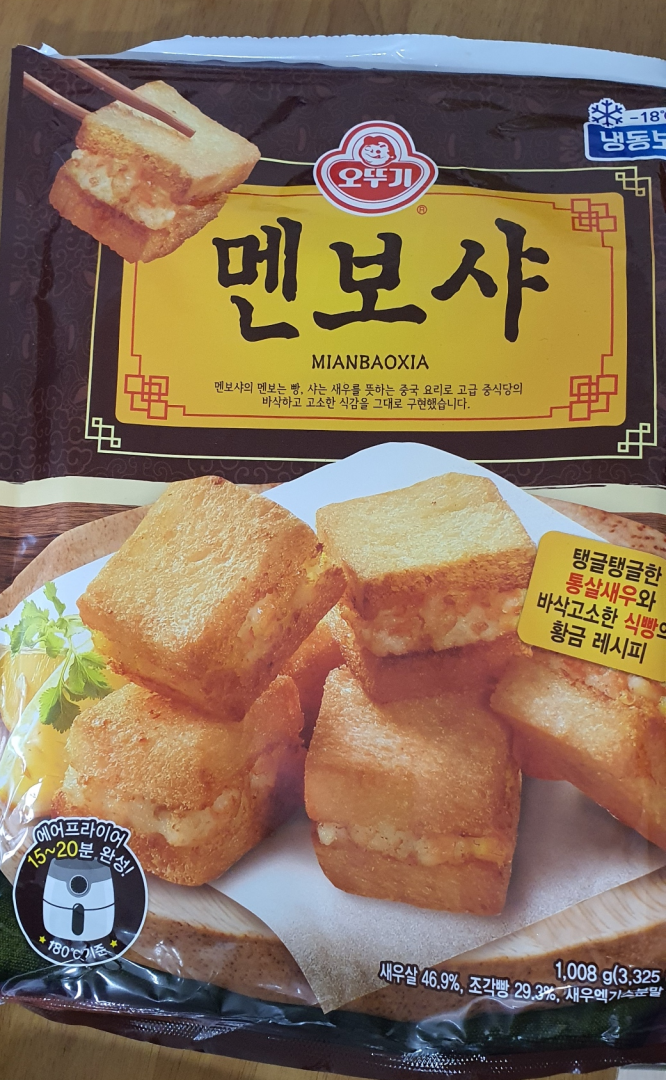 -18℃
냉동보
오뚜기
®
멘보샤
MIANBAOXIA
멘보샤의 멘보는 빵, 샤는 새우를 뜻하는 중국 요리로 고급 중식당의
바삭하고 고소한 식감을 그대로 구현했습니다.
탱글탱글한
통살새우와
바삭고소한 식빵의
황금 레시피
에어프라이어
15~20분 완성!
180℃ 기준
1,008 g(3,325
새우살 46.9%, 조각빵 29.3%,